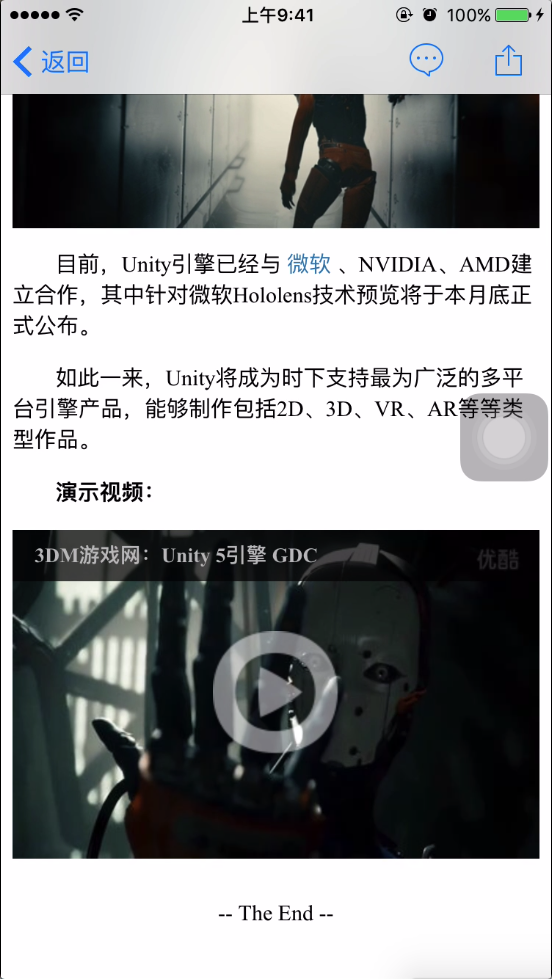 上午9:41
100%
返回
目前，Unity引擎已经与 微软 、NVIDIA、AMD建
立合作，其中针对微软Hololens技术预览将于本月底正
式公布。
如此一来，Unity将成为时下支持最为广泛的多平
台引擎产品，能够制作包括2D、3D、VR、AR等等类
型作品。
演示视频：
3DM游戏网：Unity 5引擎 GDC
优酷
-- The End --